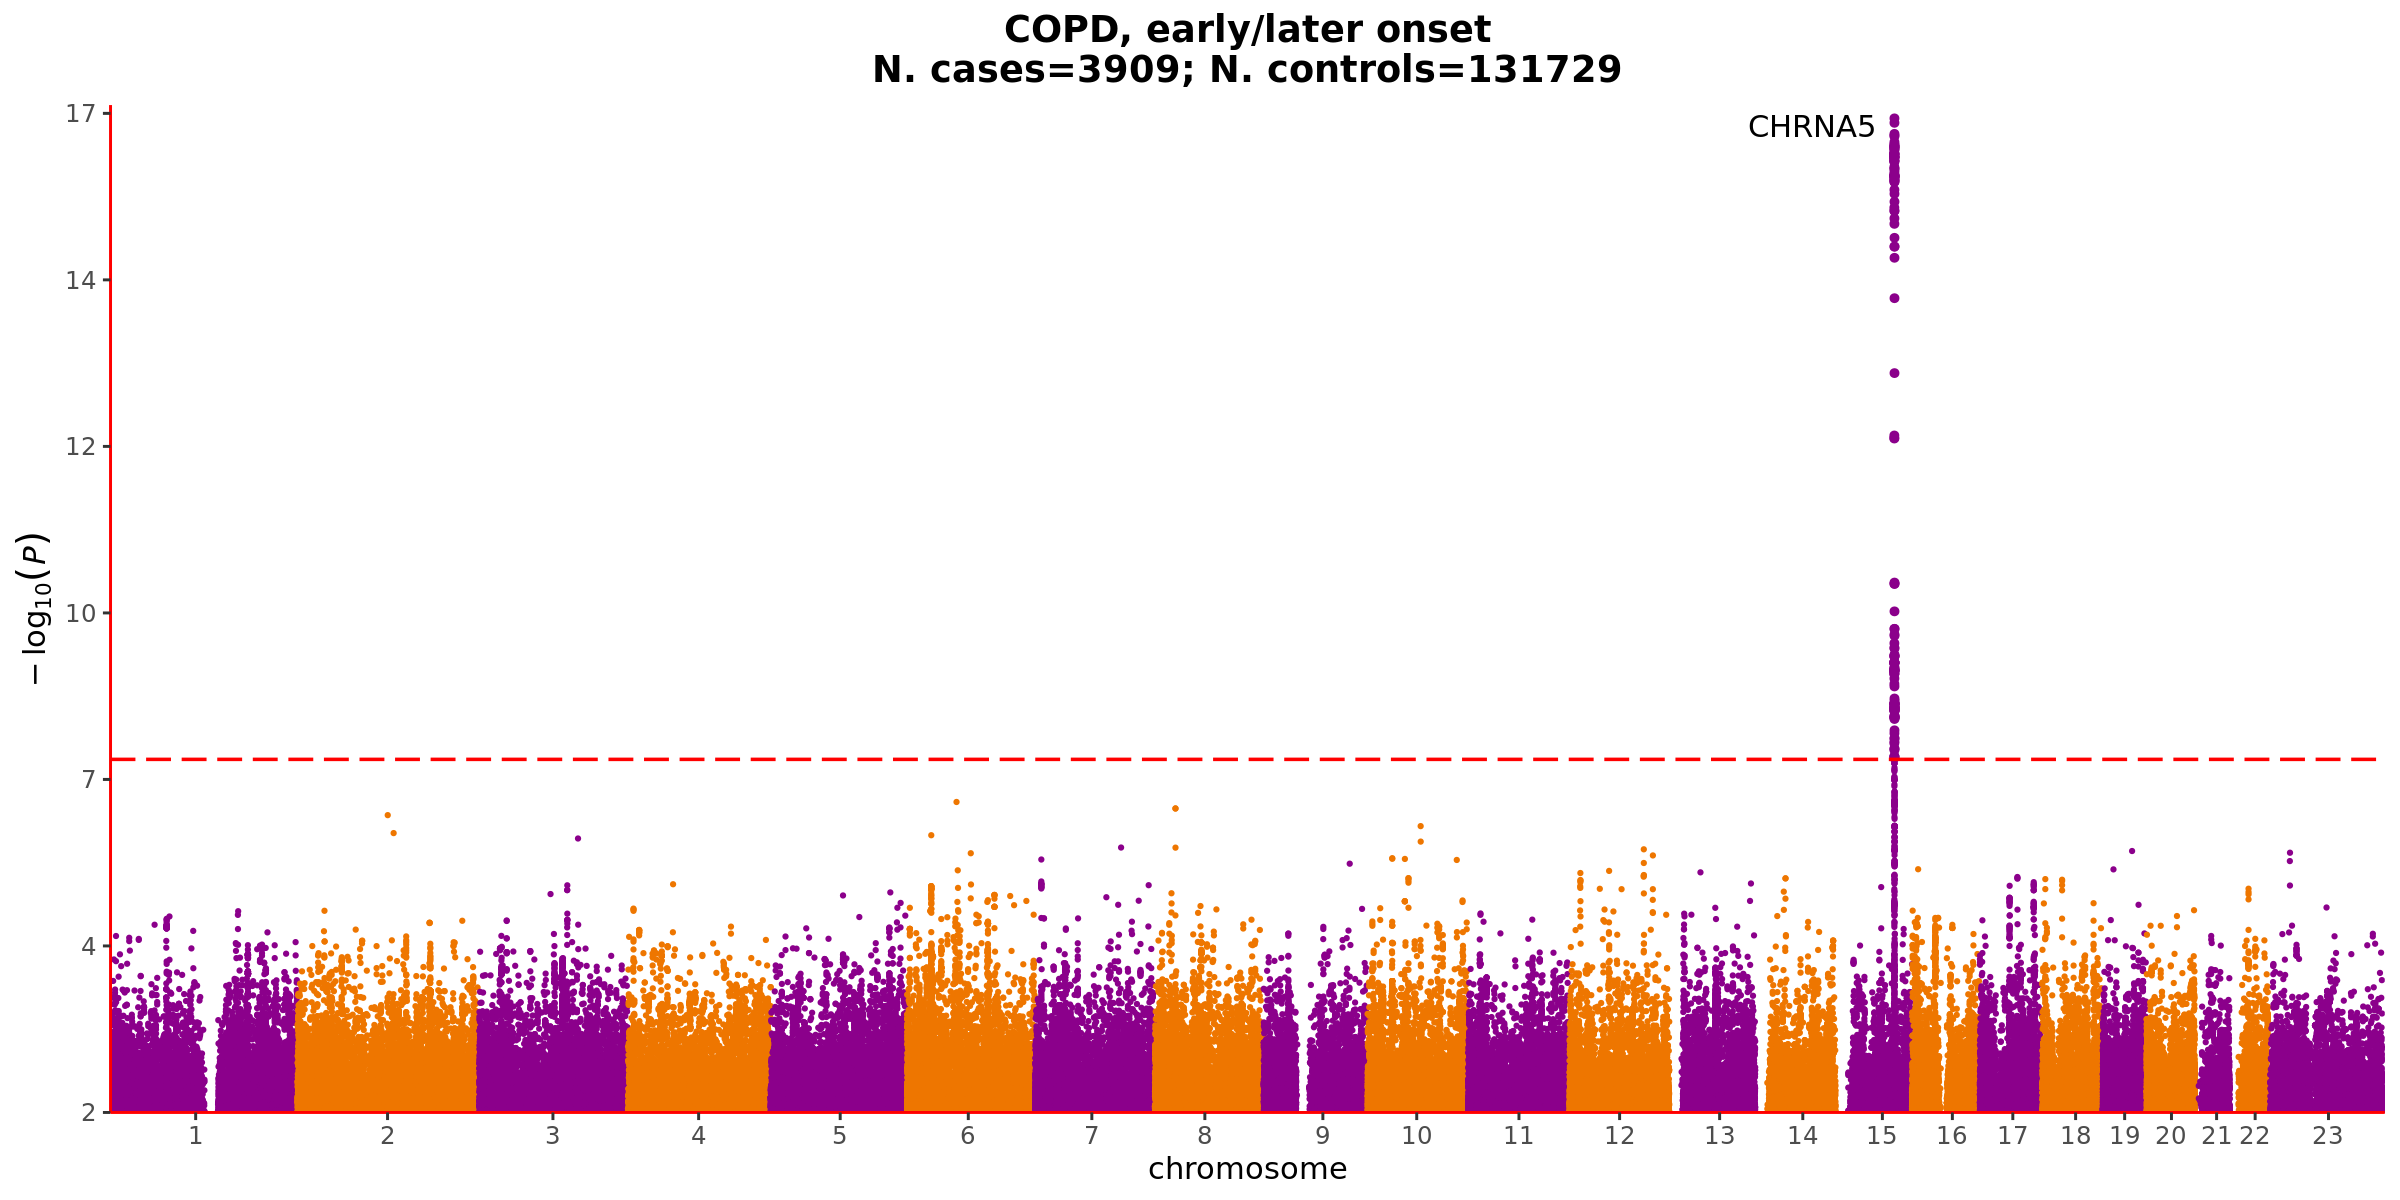 COPD, early/later onset
N. cases=3909; N. controls=131729
17
CHRNA5
14
12
10
7
4
2
− log10(P)
1 2 3 4 5 6 7 8 9 10 11 12 13 14 15 16 17 18 19 20 21 22 23
chromosome